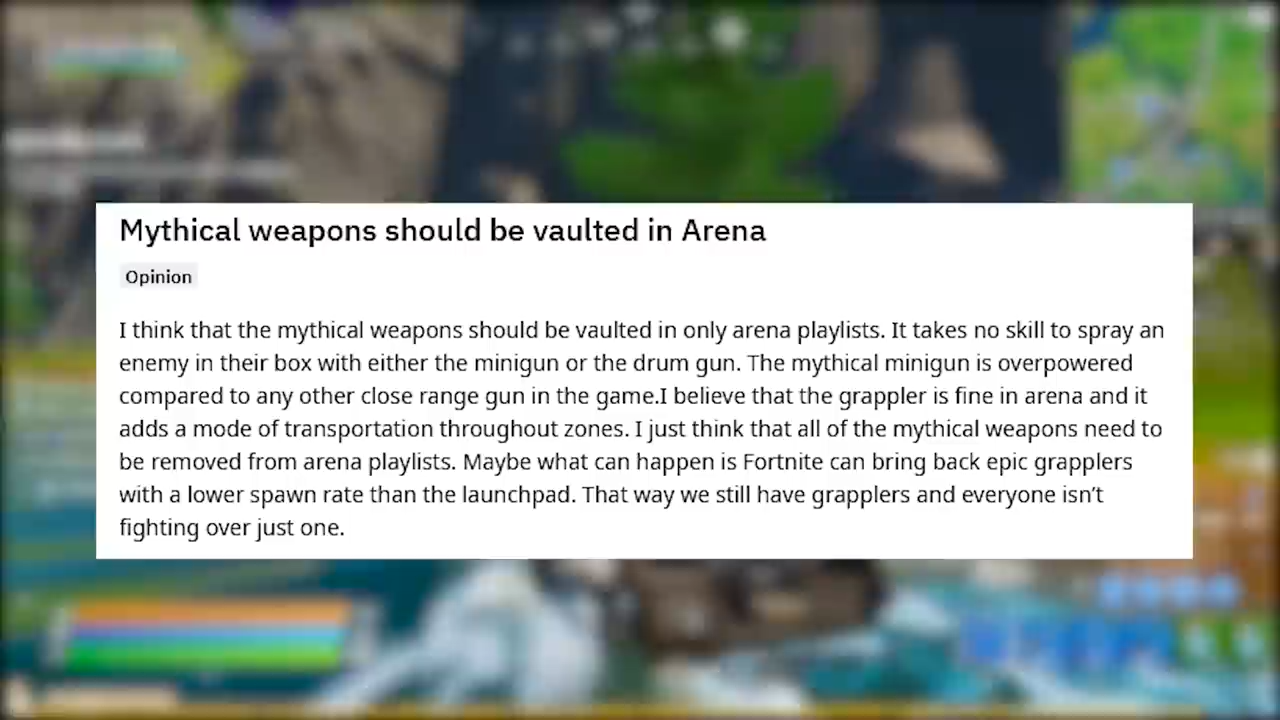 Mythical weapons should be vaulted in Arena
Opinion
I think that the mythical weapons should be vaulted in only arena playlists. It takes no skill to spray an
enemy in their box with either the minigun or the drum gun. The mythical minigun is overpowered
compared to any other close range gun in the game.I believe that the grappler is fine in arena and it
adds a mode of transportation throughout zones. I just think that all of the mythical weapons need to
be removed from arena playlists. Maybe what can happen is Fortnite can bring back epic grapplers
with a lower spawn rate than the launchpad. That way we still have grapplers and everyone isn’t
fighting over just one.